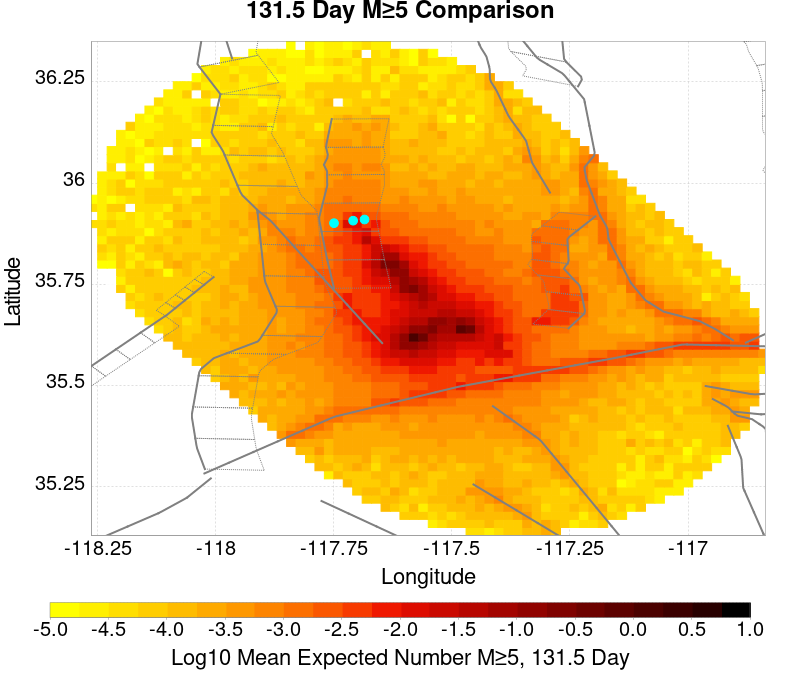 131.5 Day M≥5 Comparison
36.25
36
35.75
35.5
35.25
Latitude
-118.25 -118 -117.75 -117.5 -117.25 -117
Longitude
-5.0 -4.5 -4.0 -3.5 -3.0 -2.5 -2.0 -1.5 -1.0 -0.5 0.0 0.5 1.0
Log10 Mean Expected Number M≥5, 131.5 Day